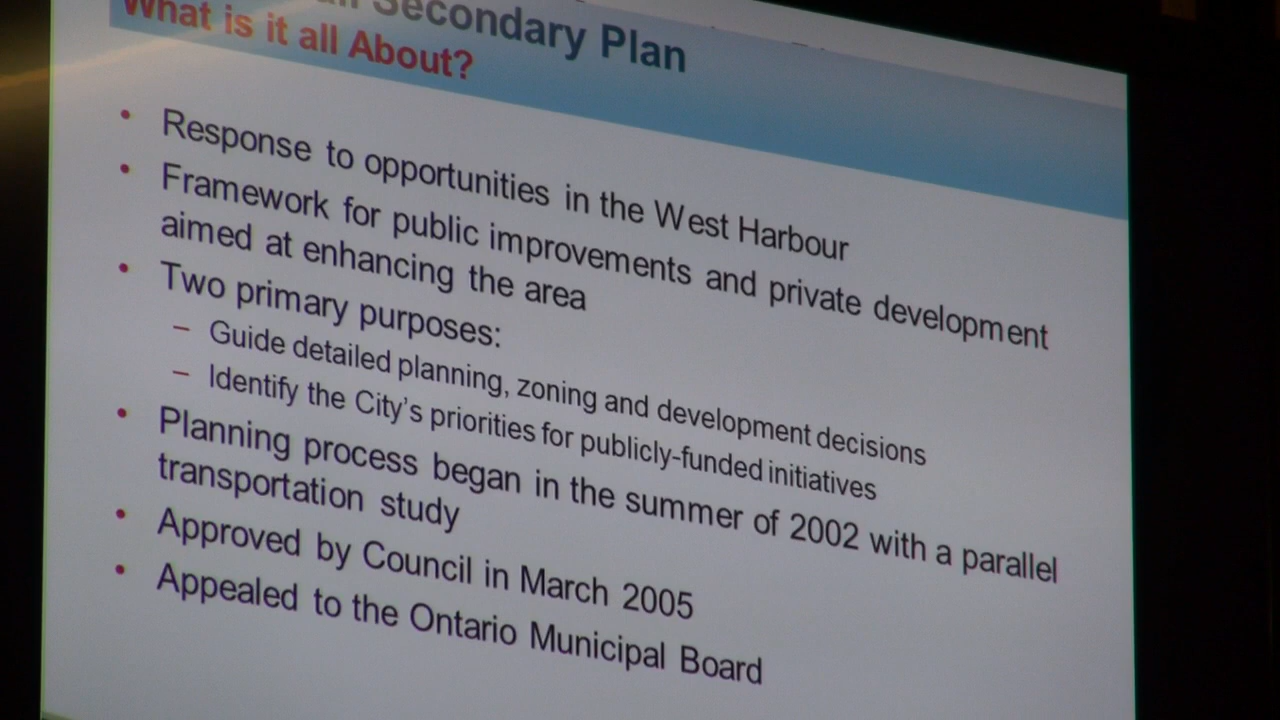 Secondary Plan
What is it all About?
• Response to opportunities in the West Harbour
• Framework for public improvements and private development
aimed at enhancing the area
• Two primary purposes:
– Guide detailed planning, zoning and development decisions
– Identify the City's priorities for publicly-funded initiatives
• Planning process began in the summer of 2002 with a parallel
transportation study
• Approved by Council in March 2005
• Appealed to the Ontario Municipal Board